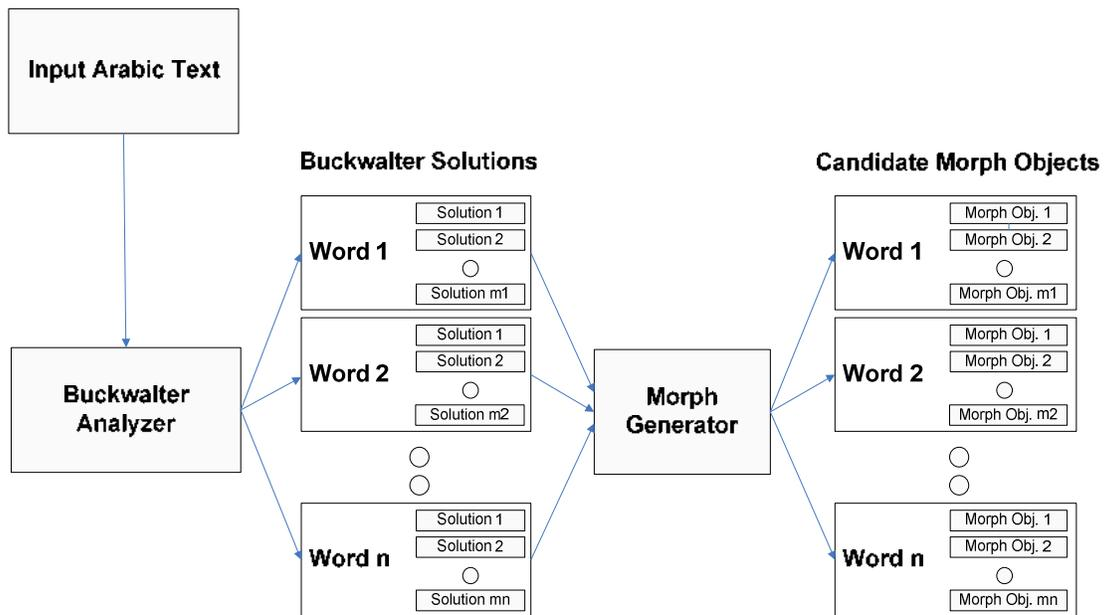 Input Arabic Text
Buckwalter Solutions
Candidate Morph Objects
Word 1
Solution 1
Solution 2
Solution m1
Word 2
Solution 1
Solution 2
Solution m2
Word n
Solution 1
Solution 2
Solution mn
Buckwalter
Analyzer
Morph
Generator
Word 1
Morph Obj. 1
Morph Obj. 2
Morph Obj. m1
Word 2
Morph Obj. 1
Morph Obj. 2
Morph Obj. m2
Word n
Morph Obj. 1
Morph Obj. 2
Morph Obj. mn